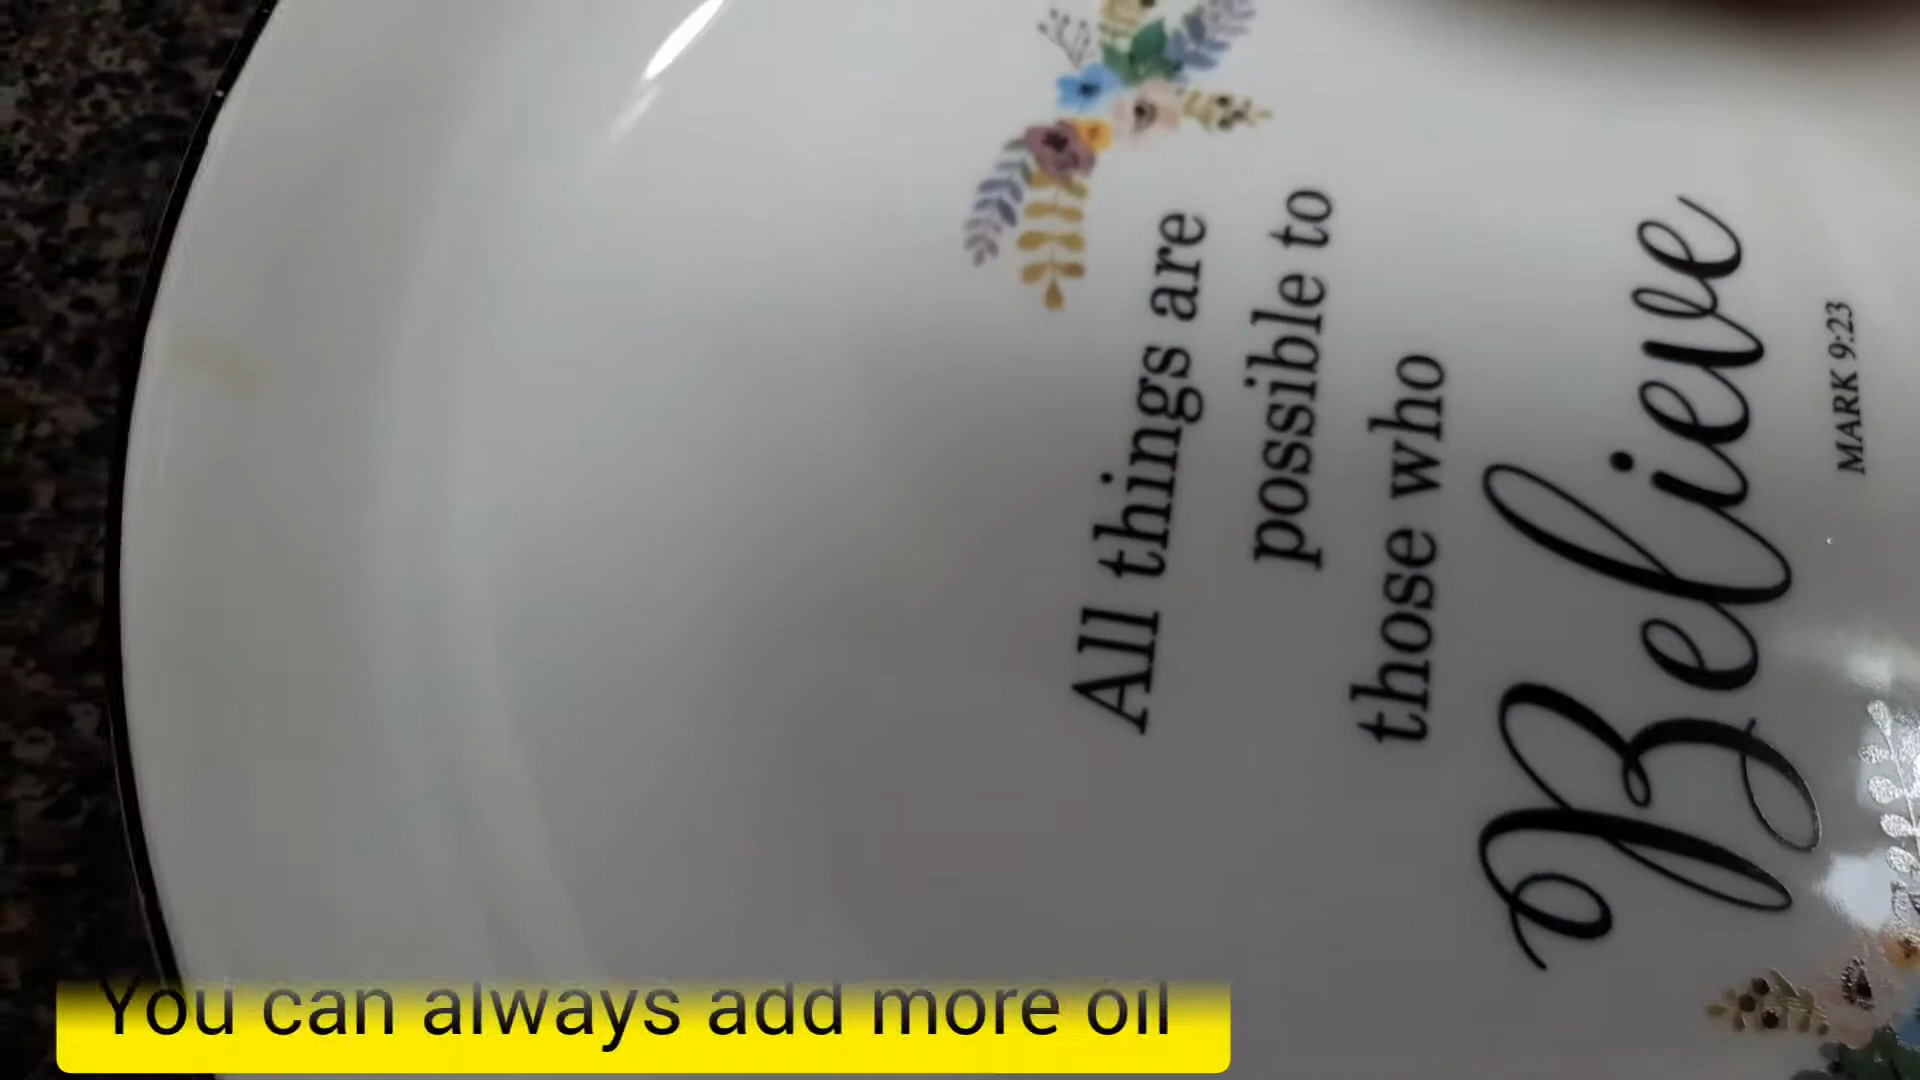 All things are
possible to
those who
Believe
MARK 9:23
You can always add more oil